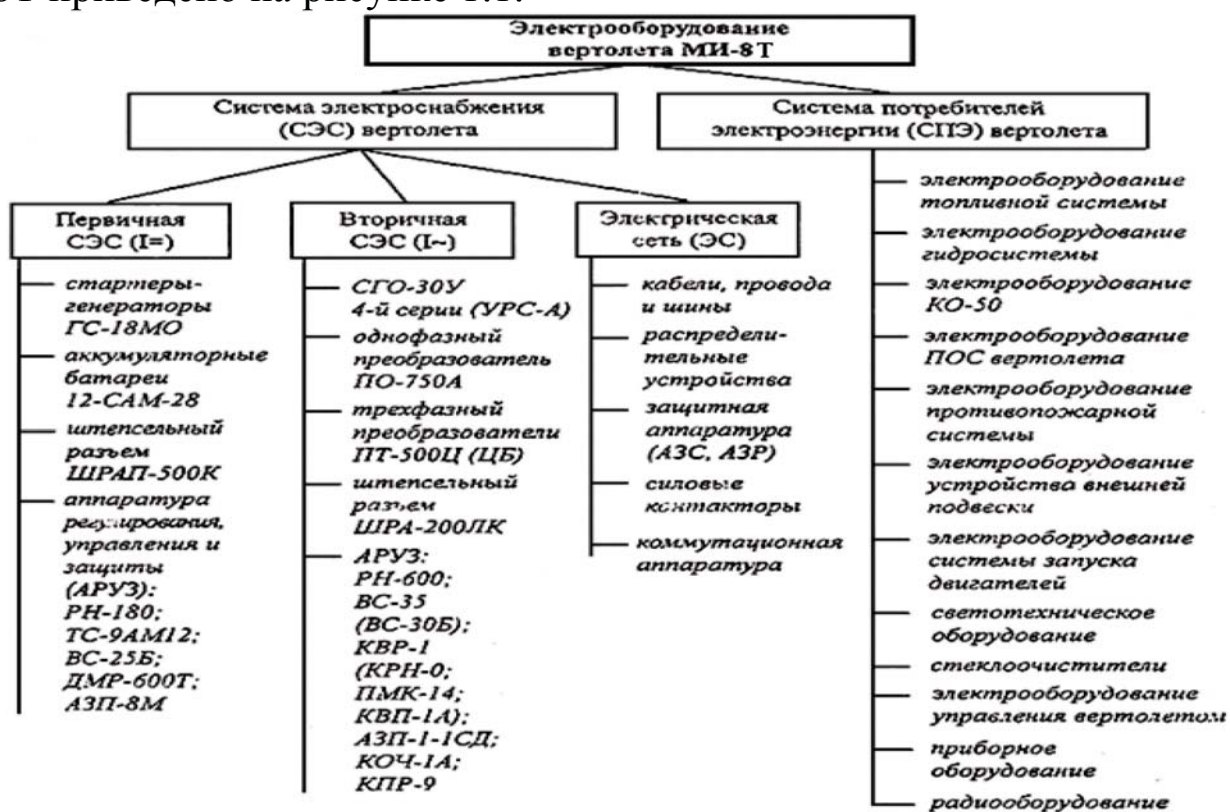 приведено на рисунке 1.1.
Электрооборудование
вертолета МИ-8Т
Система электроснабжения
(СЭС) вертолета
Система потребителей
электроэнергии (СПЭ) вертолета
Первичная
СЭС (I=)
стартеры-
генераторы
ГС-18МО
аккумуляторные
батареи
12-САМ-28
штепсельный
разъем
ШРАП-500К
аппаратура
регулирования,
управления и
защиты
(АРУЗ):
РН-180;
ТС-9АМ12;
ВС-25Б;
ДМР-600Т;
АЗП-8М
Вторичная
СЭС (I~)
СГО-30У
4-й серии (УРС-А)
однофазный
преобразователь
ПО-750А
трехфазный
преобразователи
ПТ-500Ц (ЦБ)
штепсельный
разъем
ШРА-200ЛК
АРУЗ:
РН-600;
ВС-35
(ВС-30Б);
КВР-1
(КРН-0;
ПМК-14;
КВП-1А);
АЗП-1-1СД;
КОЧ-1А;
КПР-9
Электрическая
сеть (ЭС)
кабели, провода
и шины
распредели-
тельные
устройства
защитная
аппаратура
(АЗС, АЗР)
силовые
контакторы
коммутационная
аппаратура
электрооборудование
топливной системы
электрооборудование
гидросистемы
электрооборудование
КО-50
электрооборудование
ПОС вертолета
электрооборудование
противопожарной
системы
электрооборудование
устройства внешней
подвески
электрооборудование
системы запуска
двигателей
светотехническое
оборудование
стеклоочистители
электрооборудование
управления вертолетом
приборное
оборудование
радиооборудование